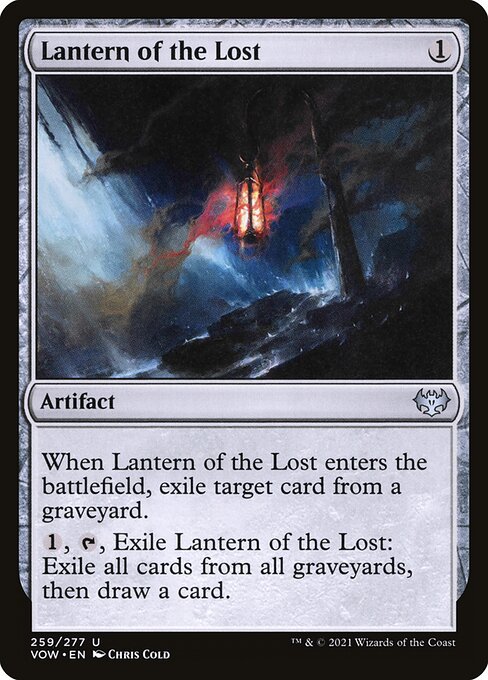 Lantern of the Lost 1
Artifact
When Lantern of the Lost enters the
battlefield, exile target card from a
graveyard.
1, , Exile Lantern of the Lost:
Exile all cards from all graveyards,
then draw a card.
259/277 U
VOW • EN Chris Cold
™ & © 2021 Wizards of the Coast